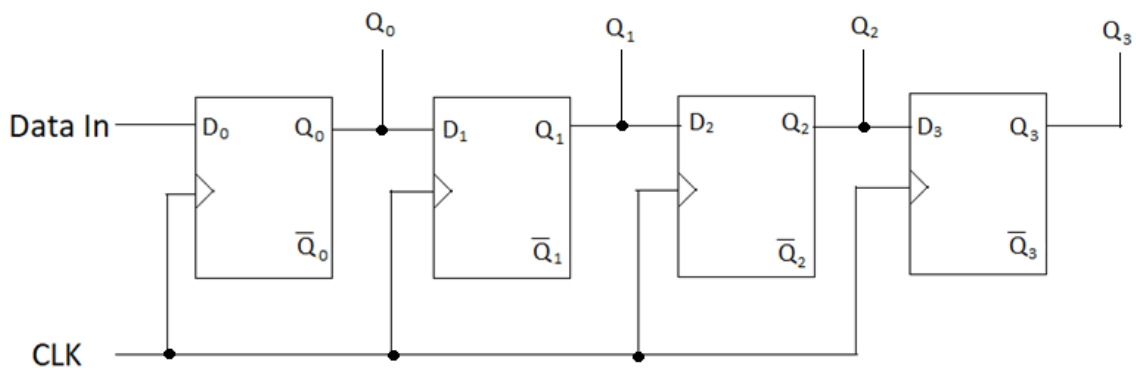 Q₀
Q₁
Q₂
Q₃
Data In
D₀ Q₀
D₁ Q₁
D₂ Q₂
D₃ Q₃
Q̅₀
Q̅₁
Q̅₂
Q̅₃
CLK